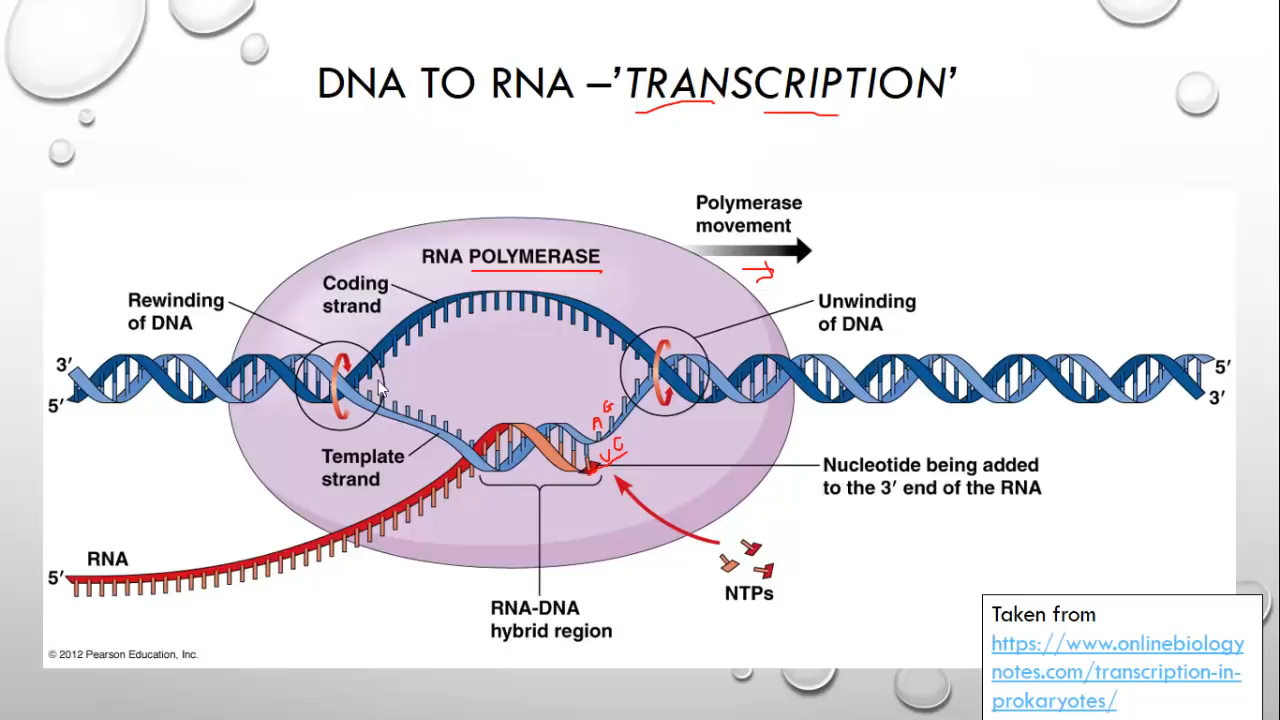 DNA TO RNA –'TRANSCRIPTION'
Polymerase
movement
RNA POLYMERASE
Coding
strand
Rewinding
of DNA
Unwinding
of DNA
3'
5'
5'
3'
G
A
U C
Template
strand
Nucleotide being added
to the 3' end of the RNA
RNA
5'
NTPs
RNA-DNA
hybrid region
© 2012 Pearson Education, Inc.
Taken from
https://www.onlinebiology
notes.com/transcription-in-
prokaryotes/